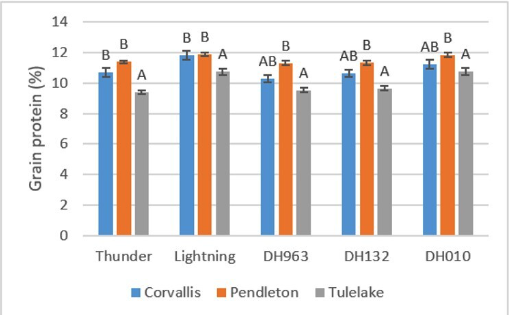 14
12
10
8
6
4
2
0
Grain protein (%)
B B A
B B A
AB B A
AB B A
AB B A
Thunder Lightning DH963 DH132 DH010
Corvallis Pendleton Tulelake